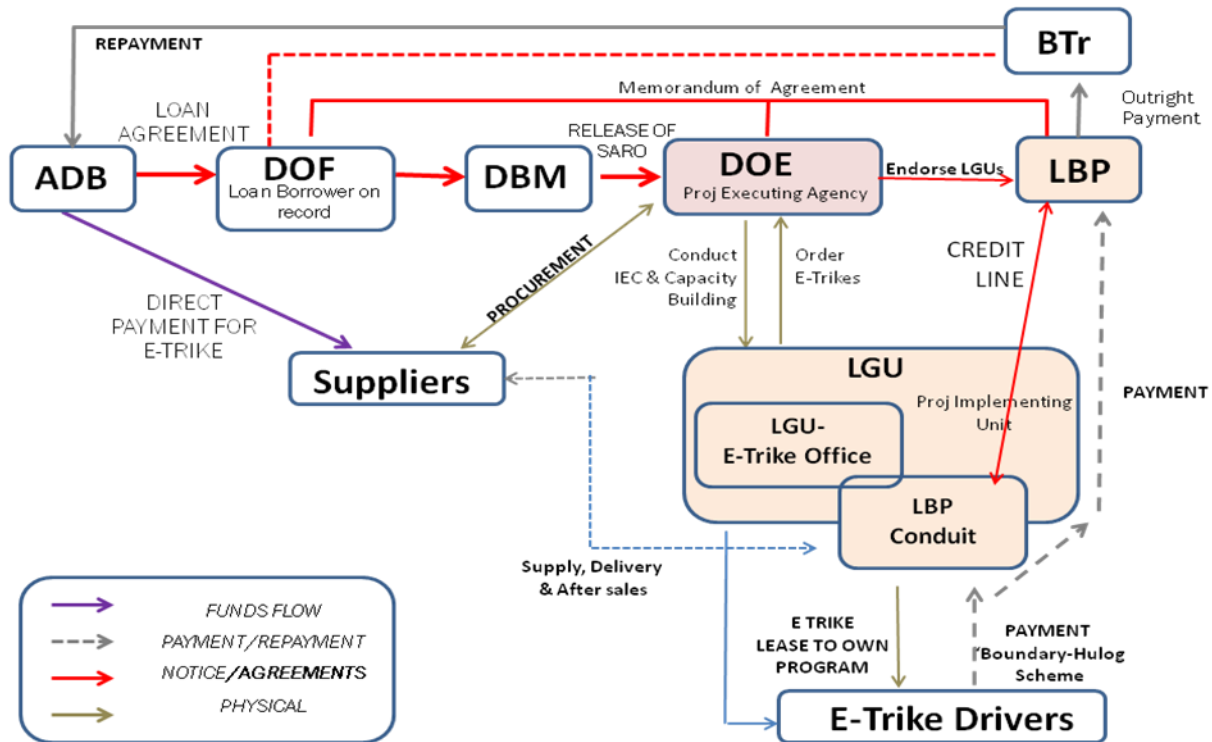 REPAYMENT
BTr
Memorandum of Agreement
Outright
Payment
LOAN
AGREEMENT
RELEASE OF
SARO
ADB
DOF
Loan Borrower on
record
DBM
DOE
Proj Executing Agency
Endorse LGUs
LBP
PROCUREMENT
Conduct
IEC & Capacity
Building
Order
E-Trikes
CREDIT
LINE
DIRECT
PAYMENT FOR
E-TRIKE
Suppliers
LGU
Proj Implementing
Unit
LGU-
E-Trike Office
LBP
Conduit
PAYMENT
Supply, Delivery
& After sales
E TRIKE
LEASE TO OWN
PROGRAM
PAYMENT
'Boundary-Hulog
Scheme
E-Trike Drivers
FUNDS FLOW
PAYMENT/REPAYMENT
NOTICE/AGREEMENTS
PHYSICAL